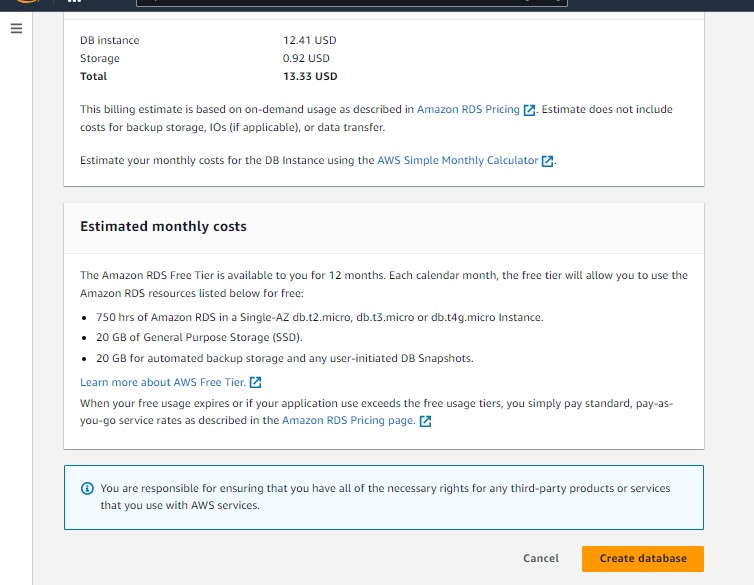 DB instance 12.41 USD
Storage 0.92 USD
Total 13.33 USD
This billing estimate is based on on-demand usage as described in Amazon RDS Pricing. Estimate does not include
costs for backup storage, IOs (if applicable), or data transfer.
Estimate your monthly costs for the DB Instance using the AWS Simple Monthly Calculator.
Estimated monthly costs
The Amazon RDS Free Tier is available to you for 12 months. Each calendar month, the free tier will allow you to use the
Amazon RDS resources listed below for free:
• 750 hrs of Amazon RDS in a Single-AZ db.t2.micro, db.t3.micro or db.t4g.micro Instance.
• 20 GB of General Purpose Storage (SSD).
• 20 GB for automated backup storage and any user-initiated DB Snapshots.
Learn more about AWS Free Tier.
When your free usage expires or if your application use exceeds the free usage tiers, you simply pay standard, pay-as-
you-go service rates as described in the Amazon RDS Pricing page.
You are responsible for ensuring that you have all of the necessary rights for any third-party products or services
that you use with AWS services.
Cancel Create database